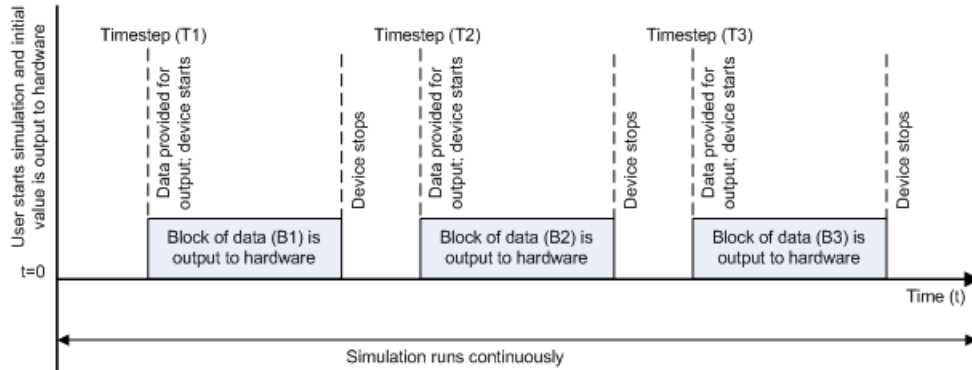 User starts simulation and initial
value is output to hardware
Timestep (T1)
Data provided for
output; device starts
Device stops
Timestep (T2)
Data provided for
output; device starts
Device stops
Timestep (T3)
Data provided for
output; device starts
Device stops
Block of data (B1) is
output to hardware
Block of data (B2) is
output to hardware
Block of data (B3) is
output to hardware
t=0
Time (t)
Simulation runs continuously